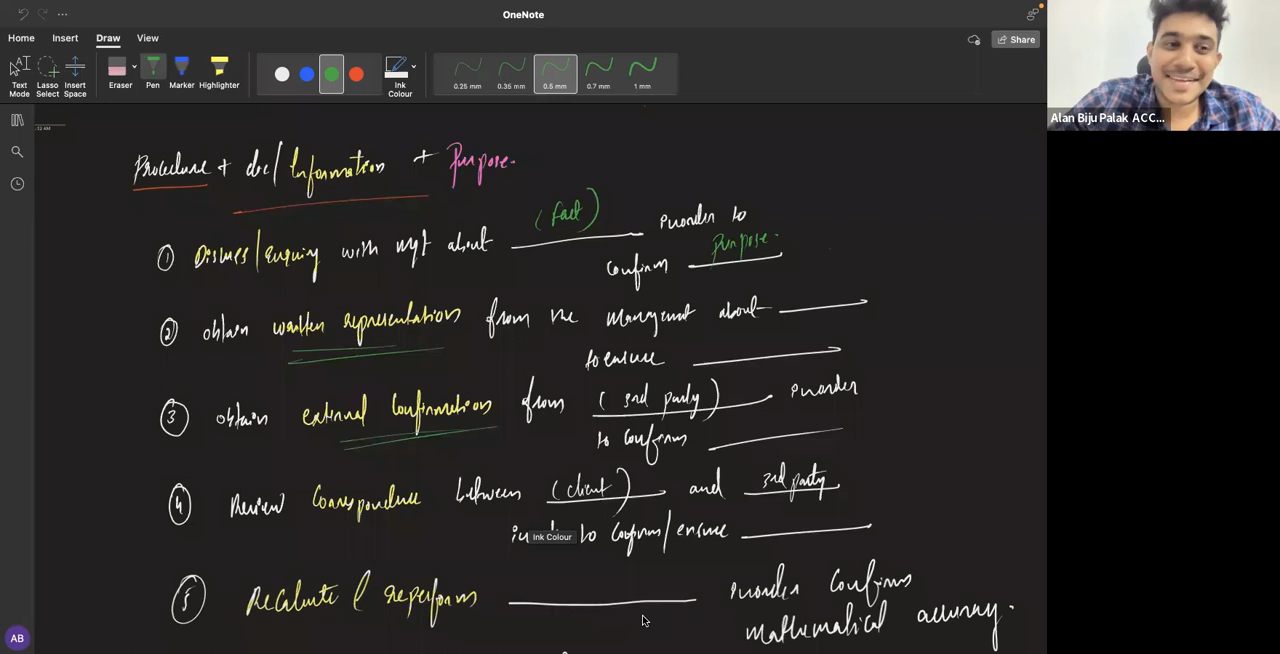 OneNote
Home Insert Draw View
Share
Text Mode
Lasso Select
Insert Space
Eraser
Pen
Marker
Highlighter
Ink Colour
0.25 mm
0.35 mm
0.5 mm
0.7 mm
1 mm
Alan Biju Palak ACC...
Procedure + doc/Information + Purpose.
① Discuss/enquiry with mgt about (fact) inorder to
confirm purpose.
② obtain written representations from the management about
to ensure
③ obtain external confirmations from (3rd party) inorder
to confirm
④ Review Correspondence between (client) and 3rd party
to confirm/ensure
Ink Colour
⑤ Recalculate & reperform inorder confirm
mathematical accuracy.
AB